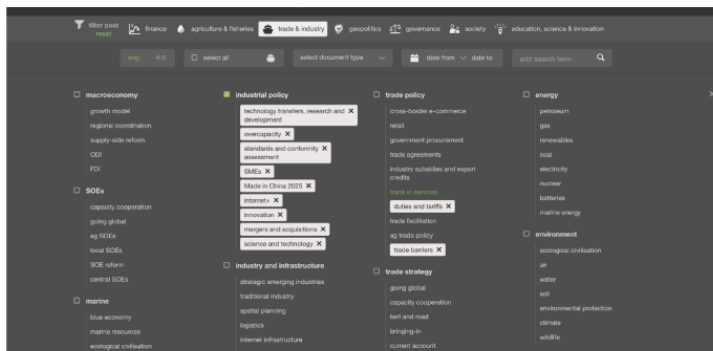 filter post
reset
finance
agriculture & fisheries
trade & industry
geopolitics
governance
society
education, science & innovation
eng
中文
select all
select document type
date from
date to
add search term
macroeconomy
growth model
regional coordination
supply-side reform
ODI
FDI
SOEs
capacity cooperation
going global
ag SOEs
local SOEs
SOE reform
central SOEs
marine
blue economy
marine resources
ecological civilisation
industrial policy
technology transfers, research and
development
overcapacity
standards and conformity
assessment
SMEs
Made in China 2025
internet+
innovation
mergers and acquisitions
science and technology
industry and infrastructure
strategic emerging industries
traditional industry
spatial planning
logistics
internet infrastructure
trade policy
cross-border e-commerce
retail
government procurement
trade agreements
industry subsidies and export
credits
trade in services
duties and tariffs
trade facilitation
ag trade policy
trade barriers
trade strategy
going global
capacity cooperation
belt and road
bringing-in
current account
energy
petroleum
gas
renewables
coal
electricity
nuclear
batteries
marine energy
environment
ecological civilisation
air
water
soil
environmental protection
climate
wildlife